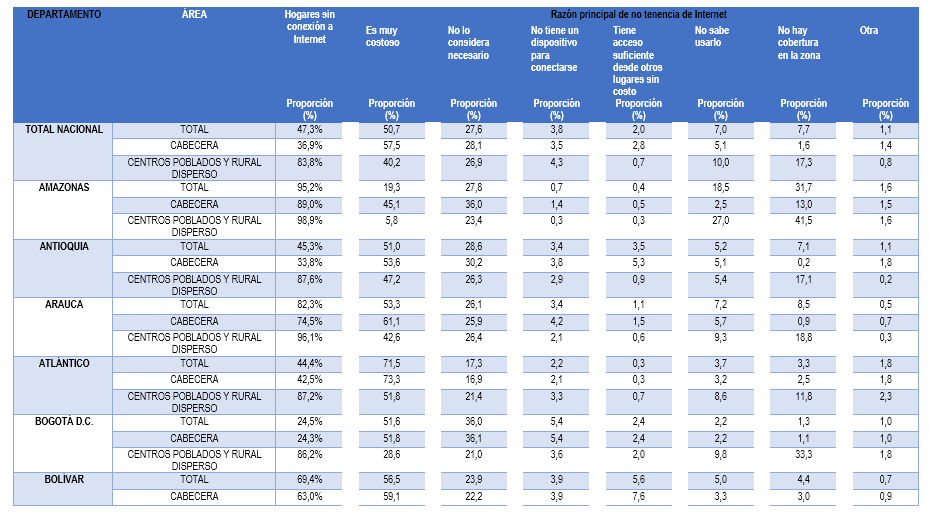 DEPARTAMENTO ÁREA Hogares sin conexión a Internet Razón principal de no tenencia de Internet
Es muy costoso No lo considera necesario No tiene un dispositivo para conectarse Tiene acceso suficiente desde otros lugares sin costo No sabe usarlo No hay cobertura en la zona Otra
Proporción (%) Proporción (%) Proporción (%) Proporción (%) Proporción (%) Proporción (%) Proporción (%) Proporción (%)
TOTAL NACIONAL TOTAL 47,3% 50,7 27,6 3,8 2,0 7,0 7,7 1,1
CABECERA 36,9% 57,5 28,1 3,5 2,8 5,1 1,6 1,4
CENTROS POBLADOS Y RURAL DISPERSO 83,8% 40,2 26,9 4,3 0,7 10,0 17,3 0,8
AMAZONAS TOTAL 95,2% 19,3 27,8 0,7 0,4 18,5 31,7 1,6
CABECERA 89,0% 45,1 36,0 1,4 0,5 2,5 13,0 1,5
CENTROS POBLADOS Y RURAL DISPERSO 98,9% 5,8 23,4 0,3 0,3 27,0 41,5 1,6
ANTIOQUIA TOTAL 45,3% 51,0 28,6 3,4 3,5 5,2 7,1 1,1
CABECERA 33,8% 53,6 30,2 3,8 5,3 5,1 0,2 1,8
CENTROS POBLADOS Y RURAL DISPERSO 87,6% 47,2 26,3 2,9 0,9 5,4 17,1 0,2
ARAUCA TOTAL 82,3% 53,3 26,1 3,4 1,1 7,2 8,5 0,5
CABECERA 74,5% 61,1 25,9 4,2 1,5 5,7 0,9 0,7
CENTROS POBLADOS Y RURAL DISPERSO 96,1% 42,6 26,4 2,1 0,6 9,3 18,8 0,3
ATLÁNTICO TOTAL 44,4% 71,5 17,3 2,2 0,3 3,7 3,3 1,8
CABECERA 42,5% 73,3 16,9 2,1 0,3 3,2 2,5 1,8
CENTROS POBLADOS Y RURAL DISPERSO 87,2% 51,8 21,4 3,3 0,7 8,6 11,8 2,3
BOGOTÁ D.C. TOTAL 24,5% 51,6 36,0 5,4 2,4 2,2 1,3 1,0
CABECERA 24,3% 51,8 36,1 5,4 2,4 2,2 1,1 1,0
CENTROS POBLADOS Y RURAL DISPERSO 86,2% 28,6 21,0 3,6 2,0 9,8 33,3 1,8
BOLÍVAR TOTAL 69,4% 56,5 23,9 3,9 5,6 5,0 4,4 0,7
CABECERA 63,0% 59,1 22,2 3,9 7,6 3,3 3,0 0,9